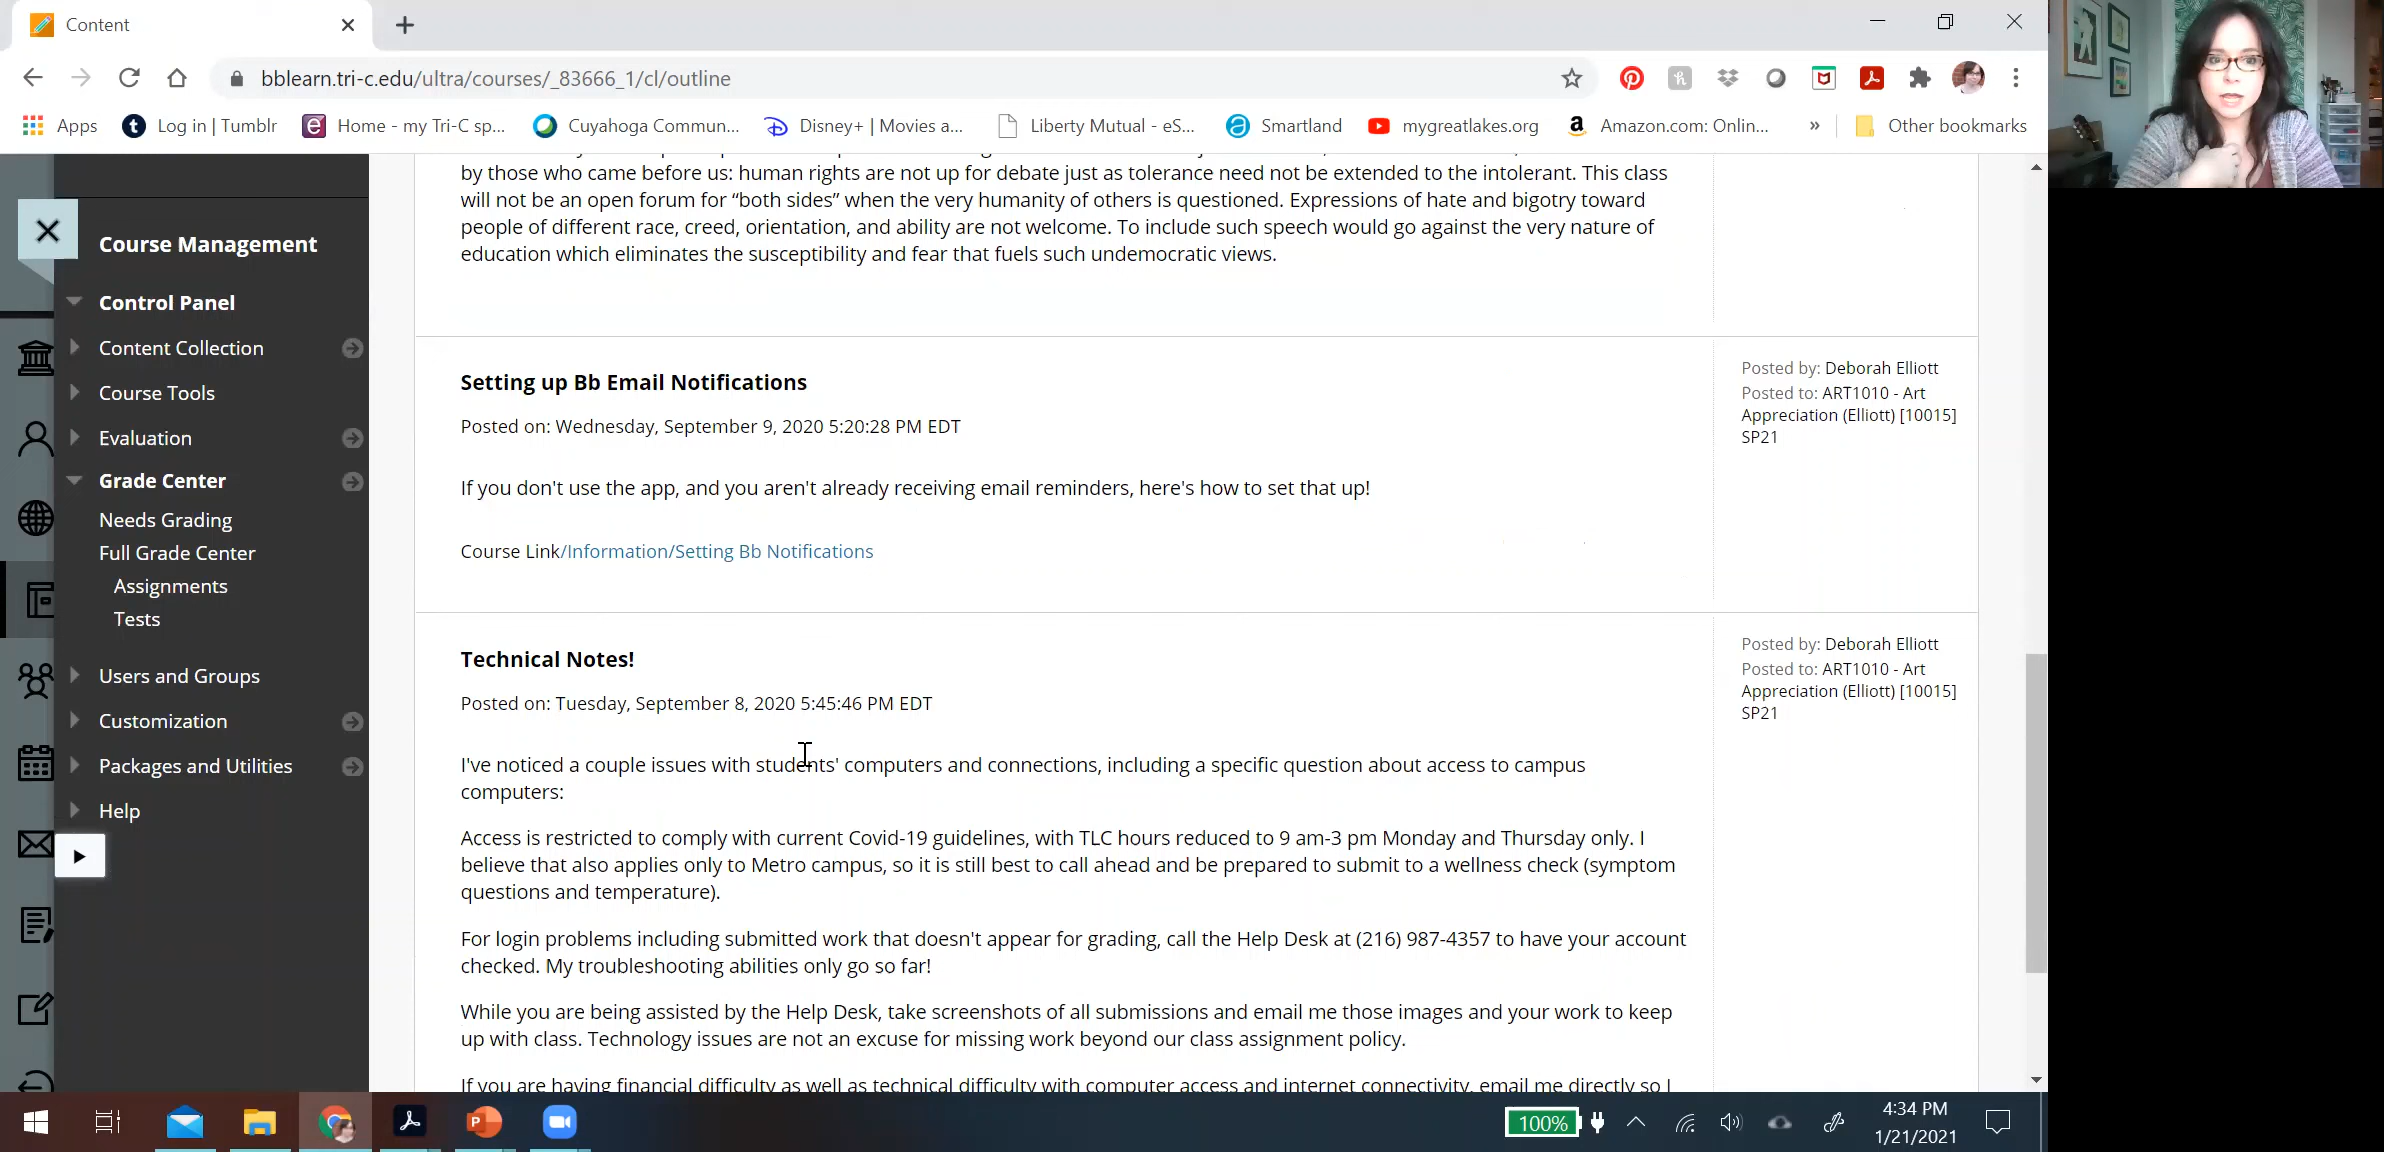 Content
bblearn.tri-c.edu/ultra/courses/_83666_1/cl/outline
Apps
Log in | Tumblr
Home - my Tri-C sp...
Cuyahoga Commun...
Disney+ | Movies a...
Liberty Mutual - eS...
Smartland
mygreatlakes.org
Amazon.com: Onlin...
»
Other bookmarks
Course Management
Control Panel
Content Collection
Course Tools
Evaluation
Grade Center
Needs Grading
Full Grade Center
Assignments
Tests
Users and Groups
Customization
Packages and Utilities
Help
by those who came before us: human rights are not up for debate just as tolerance need not be extended to the intolerant. This class
will not be an open forum for “both sides” when the very humanity of others is questioned. Expressions of hate and bigotry toward
people of different race, creed, orientation, and ability are not welcome. To include such speech would go against the very nature of
education which eliminates the susceptibility and fear that fuels such undemocratic views.
Setting up Bb Email Notifications
Posted on: Wednesday, September 9, 2020 5:20:28 PM EDT
If you don't use the app, and you aren't already receiving email reminders, here's how to set that up!
Course Link/Information/Setting Bb Notifications
Posted by: Deborah Elliott
Posted to: ART1010 - Art
Appreciation (Elliott) [10015]
SP21
Technical Notes!
Posted on: Tuesday, September 8, 2020 5:45:46 PM EDT
I've noticed a couple issues with students' computers and connections, including a specific question about access to campus
computers:
Access is restricted to comply with current Covid-19 guidelines, with TLC hours reduced to 9 am-3 pm Monday and Thursday only. I
believe that also applies only to Metro campus, so it is still best to call ahead and be prepared to submit to a wellness check (symptom
questions and temperature).
For login problems including submitted work that doesn't appear for grading, call the Help Desk at (216) 987-4357 to have your account
checked. My troubleshooting abilities only go so far!
While you are being assisted by the Help Desk, take screenshots of all submissions and email me those images and your work to keep
up with class. Technology issues are not an excuse for missing work beyond our class assignment policy.
If you are having financial difficulty as well as technical difficulty with computer access and internet connectivity, email me directly so I
Posted by: Deborah Elliott
Posted to: ART1010 - Art
Appreciation (Elliott) [10015]
SP21
100%
4:34 PM
1/21/2021